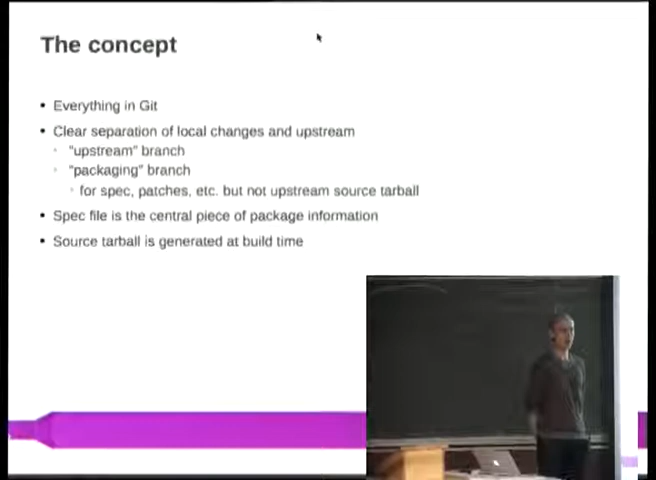 The concept
• Everything in Git
• Clear separation of local changes and upstream
◦ "upstream" branch
◦ "packaging" branch
◦ for spec, patches, etc. but not upstream source tarball
• Spec file is the central piece of package information
• Source tarball is generated at build time